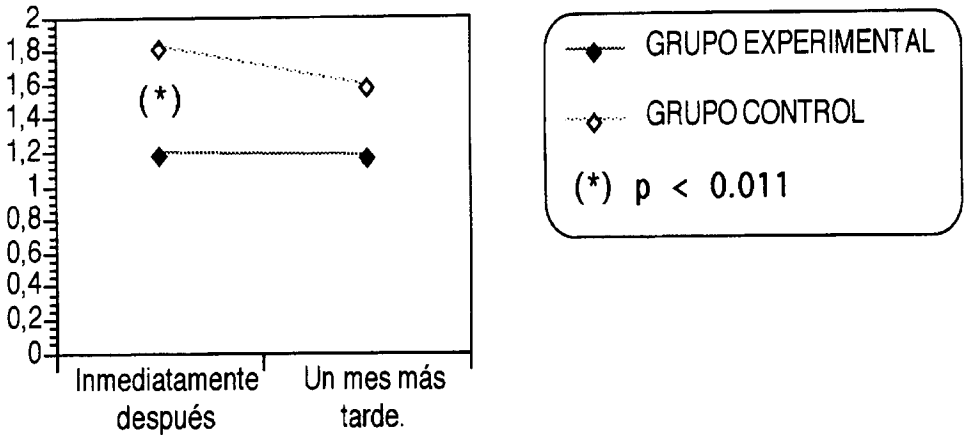 2
1,8
1,6
1,4
1,2
1
0,8
0,6
0,4
0,2
0
(*)
Inmediatamente
después
Un mes más
tarde.
GRUPO EXPERIMENTAL
GRUPO CONTROL
(*) p < 0.011